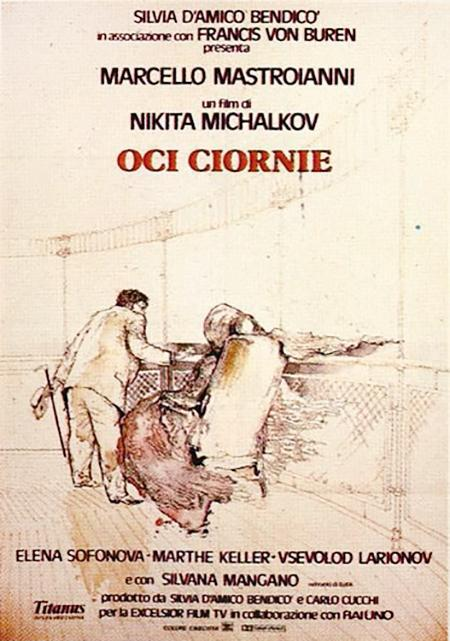 SILVIA D'AMICO BENDICO'
in associazione con FRANCIS VON BUREN
presenta
MARCELLO MASTROIANNI
un film di
NIKITA MICHALKOV
OCI CIORNIE
ELENA SOFONOVA - MARTHE KELLER - VSEVOLOD LARIONOV
e con SILVANA MANGANO
prodotto da SILVIA D'AMICO BENDICO' e CARLO CUCCHI
Titanus
per la EXCELSIOR FILM TV in collaborazione con RAI UNO